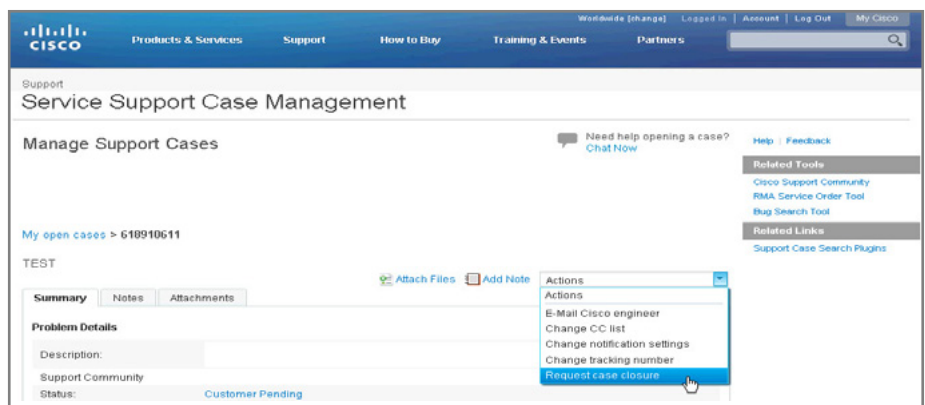 Worldwide [change] Logged In | Account | Log Out My Cisco
CISCO Products & Services Support How to Buy Training & Events Partners
Support
Service Support Case Management
Manage Support Cases
Need help opening a case?
Chat Now
Help | Feedback
Related Tools
Cisco Support Community
RMA Service Order Tool
Bug Search Tool
Related Links
Support Case Search Plugins
My open cases > 618910611
TEST
Attach Files Add Note Actions
Actions
E-Mail Cisco engineer
Change CC list
Change notification settings
Change tracking number
Request case closure
Summary Notes Attachments
Problem Details
Description:
Support Community
Status: Customer Pending